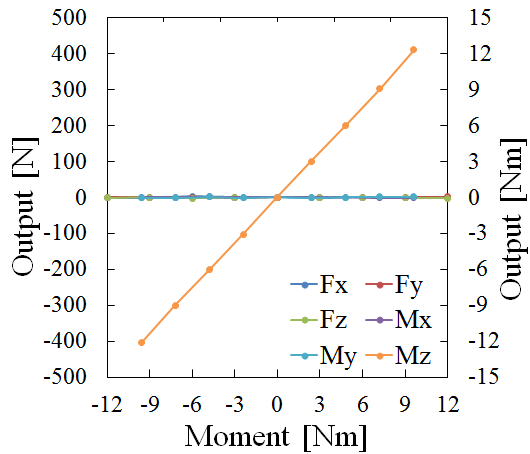 500 15
400 12
300 9
200 6
100 3
0 0
-100 -3
-200 -6
-300 -9
-400 -12
-500 -15
Output [N]
Output [Nm]
Fx Fy
Fz Mx
My Mz
-12 -9 -6 -3 0 3 6 9 12
Moment [Nm]